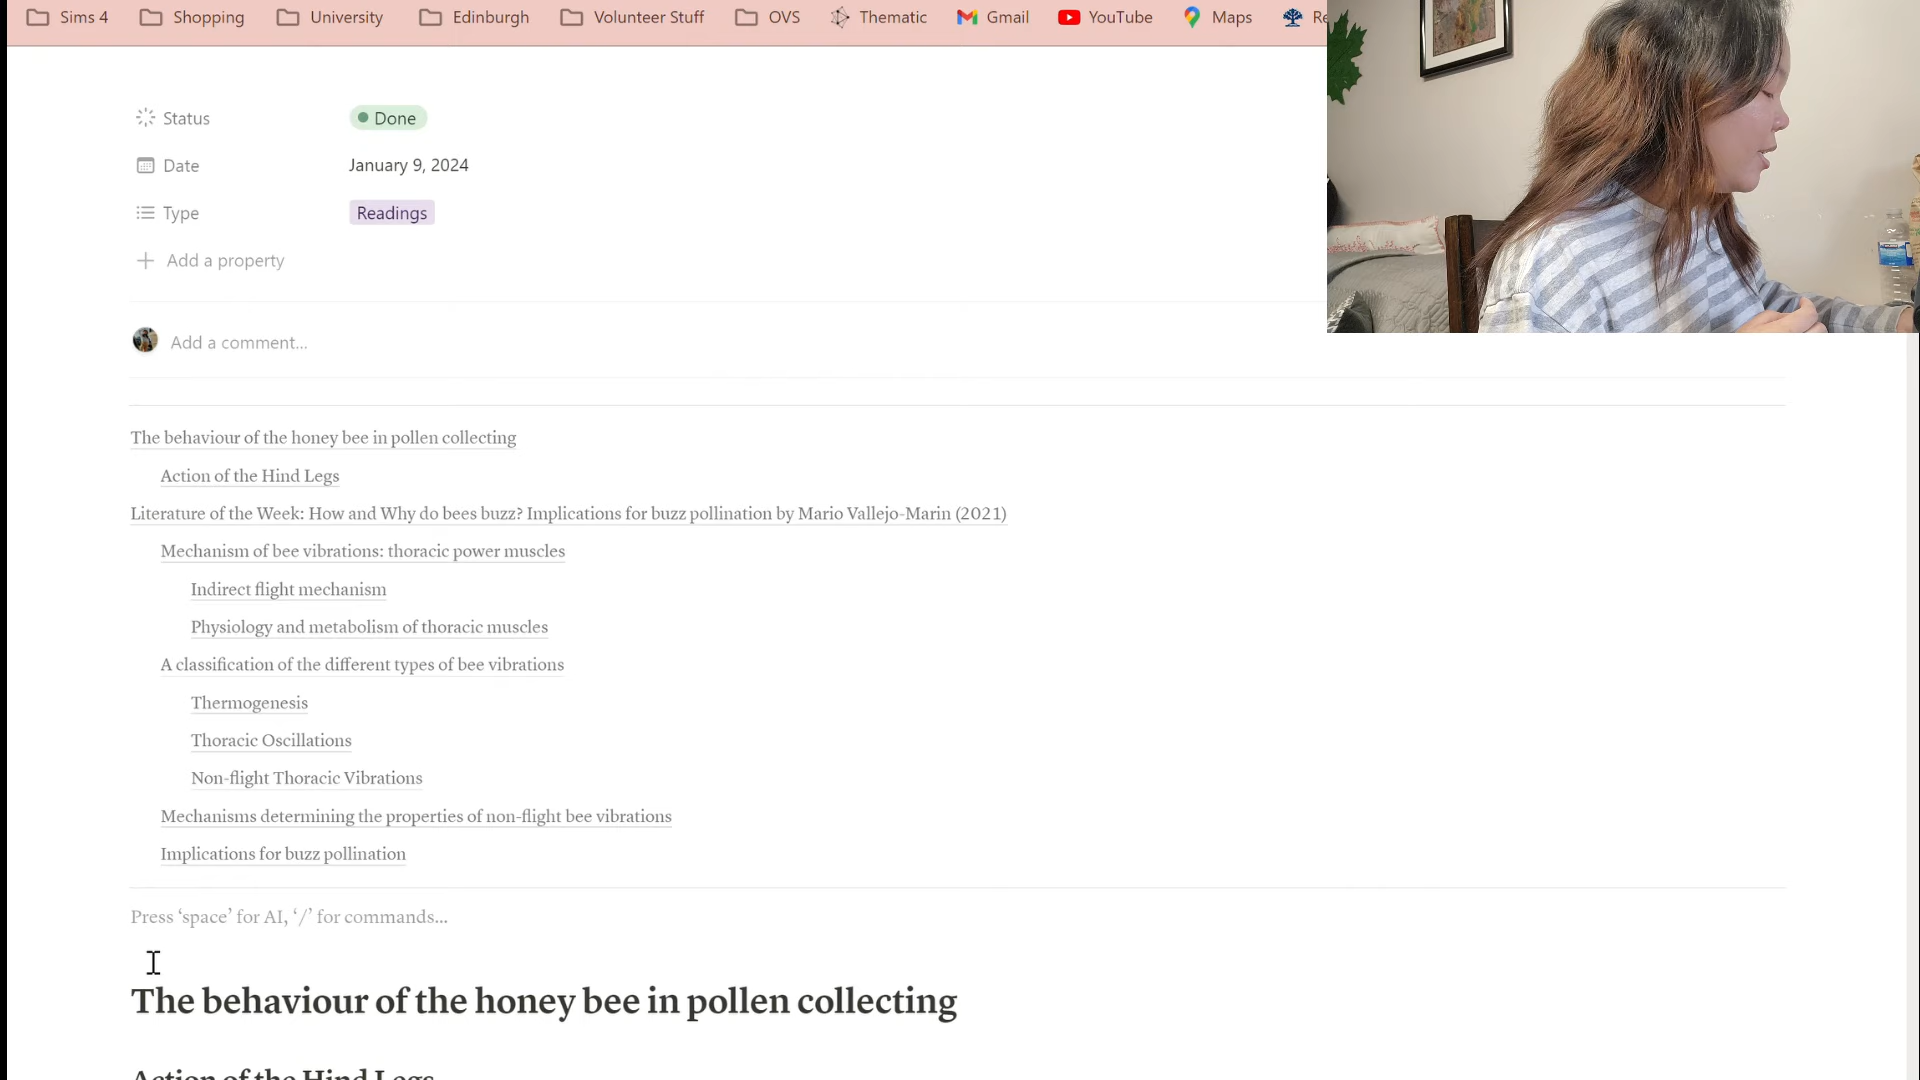 Sims 4 Shopping University Edinburgh Volunteer Stuff OVS Thematic Gmail YouTube Maps
Status Done
Date January 9, 2024
Type Readings
Add a property
Add a comment...
The behaviour of the honey bee in pollen collecting
Action of the Hind Legs
Literature of the Week: How and Why do bees buzz? Implications for buzz pollination by Mario Vallejo-Marin (2021)
Mechanism of bee vibrations: thoracic power muscles
Indirect flight mechanism
Physiology and metabolism of thoracic muscles
A classification of the different types of bee vibrations
Thermogenesis
Thoracic Oscillations
Non-flight Thoracic Vibrations
Mechanisms determining the properties of non-flight bee vibrations
Implications for buzz pollination
Press ‘space’ for AI, ‘/’ for commands...
The behaviour of the honey bee in pollen collecting
Action of the Hind Legs